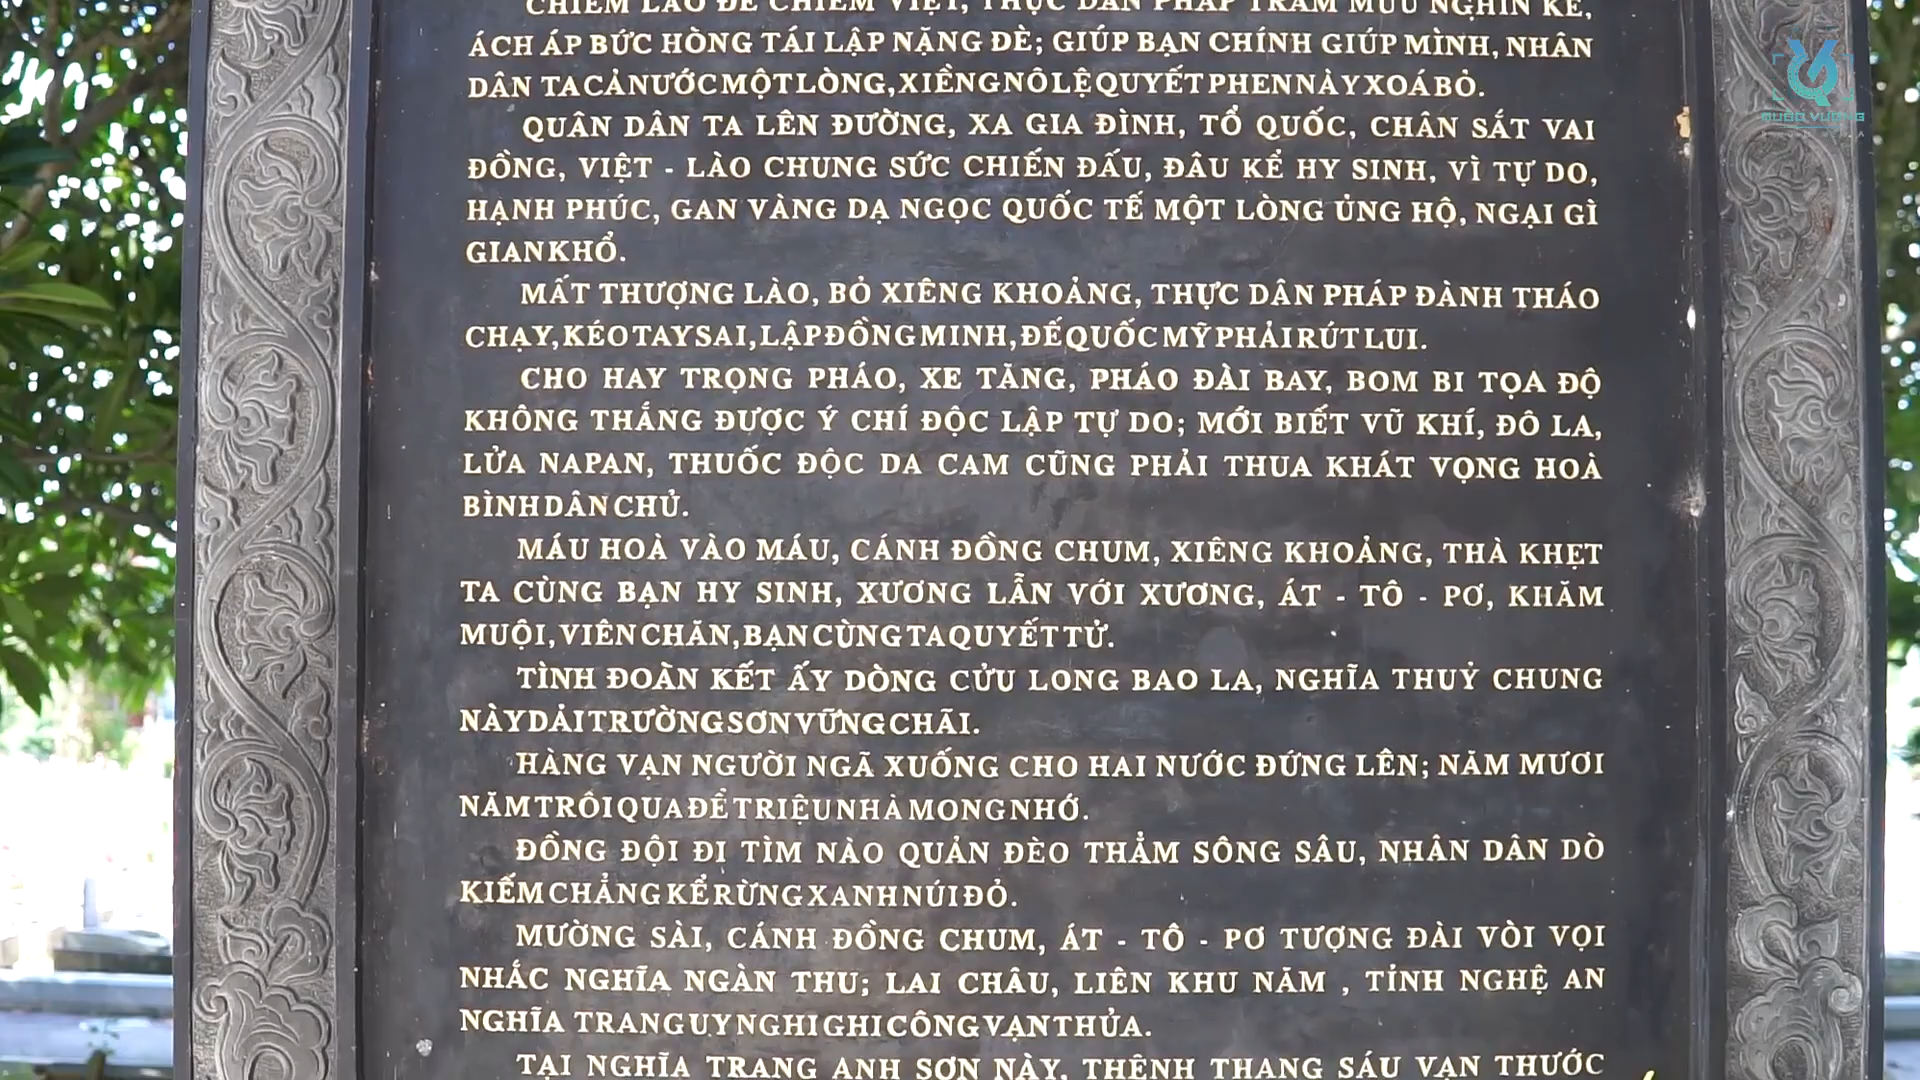 CHIẾM LÀO ĐỂ CHIẾM VIỆT, THỰC DÂN PHÁP TRĂM MƯU NGHÌN KẾ,
ÁCH ÁP BỨC HÒNG TÁI LẬP NẶNG ĐÈ; GIÚP BẠN CHÍNH GIÚP MÌNH, NHÂN
DÂN TA CẢ NƯỚC MỘT LÒNG, XIỀNG NÔ LỆ QUYẾT PHEN NÀY XOÁ BỎ.
QUÂN DÂN TA LÊN ĐƯỜNG, XA GIA ĐÌNH, TỔ QUỐC, CHÂN SẮT VAI
ĐỒNG, VIỆT - LÀO CHUNG SỨC CHIẾN ĐẤU, ĐÂU KỂ HY SINH, VÌ TỰ DO,
HẠNH PHÚC, GAN VÀNG DẠ NGỌC QUỐC TẾ MỘT LÒNG ỦNG HỘ, NGẠI GÌ
GIAN KHỔ.
MẤT THƯỢNG LÀO, BỎ XIÊNG KHOẢNG, THỰC DÂN PHÁP ĐÀNH THÁO
CHẠY, KÉO TAY SAI, LẬP ĐỒNG MINH, ĐẾ QUỐC MỸ PHẢI RÚT LUI.
CHO HAY TRỌNG PHÁO, XE TĂNG, PHÁO ĐÀI BAY, BOM BI TỌA ĐỘ
KHÔNG THẮNG ĐƯỢC Ý CHÍ ĐỘC LẬP TỰ DO; MỚI BIẾT VŨ KHÍ, ĐÔ LA,
LỬA NAPAN, THUỐC ĐỘC DA CAM CŨNG PHẢI THUA KHÁT VỌNG HOÀ
BÌNH DÂN CHỦ.
MÁU HOÀ VÀO MÁU, CÁNH ĐỒNG CHUM, XIÊNG KHOẢNG, THÀ KHẸT
TA CÙNG BẠN HY SINH, XƯƠNG LẪN VỚI XƯƠNG, ÁT - TÔ - PƠ, KHĂM
MUỘI, VIÊN CHĂN, BẠN CÙNG TA QUYẾT TỬ.
TÌNH ĐOÀN KẾT ẤY DÒNG CỬU LONG BAO LA, NGHĨA THUỶ CHUNG
NÀY DẢI TRƯỜNG SƠN VỮNG CHÃI.
HÀNG VẠN NGƯỜI NGÃ XUỐNG CHO HAI NƯỚC ĐỨNG LÊN; NĂM MƯƠI
NĂM TRÔI QUA ĐỂ TRIỆU NHÀ MONG NHỚ.
ĐỒNG ĐỘI ĐI TÌM NÀO QUẢN ĐÈO THẲM SÔNG SÂU, NHÂN DÂN DÒ
KIẾM CHẲNG KỂ RỪNG XANH NÚI ĐỎ.
MƯỜNG SÀI, CÁNH ĐỒNG CHUM, ÁT - TÔ - PƠ TƯỢNG ĐÀI VÒI VỌI
NHẮC NGHĨA NGÀN THU; LAI CHÂU, LIÊN KHU NĂM , TỈNH NGHỆ AN
NGHĨA TRANG UY NGHI GHI CÔNG VẠN THỦA.
TẠI NGHĨA TRANG ANH SƠN NÀY, THÊNH THANG SÁU VẠN THƯỚC
QUOC VUONG